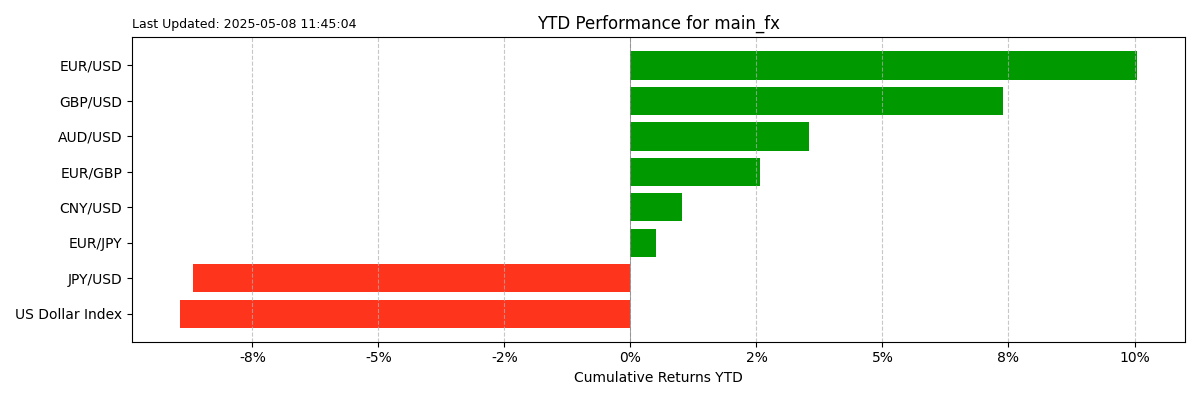 Last Updated: 2025-05-08 11:45:04
YTD Performance for main_fx
EUR/USD
GBP/USD
AUD/USD
EUR/GBP
CNY/USD
EUR/JPY
JPY/USD
US Dollar Index
-8% -5% -2% 0% 2% 5% 8% 10%
Cumulative Returns YTD